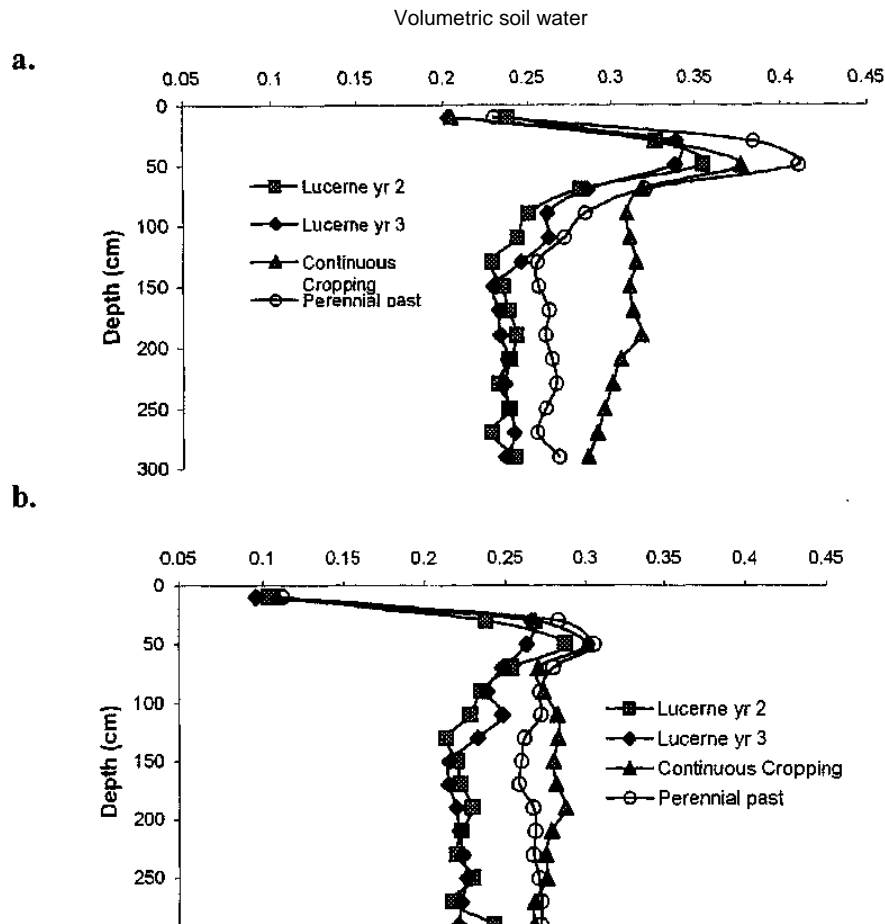 Volumetric soil water
a.
0.05 0.1 0.15 0.2 0.25 0.3 0.35 0.4 0.45
0
50
100
150
200
250
300
Depth (cm)
Lucerne yr 2
Lucerne yr 3
Continuous
Cropping
Perennial past
b.
0.05 0.1 0.15 0.2 0.25 0.3 0.35 0.4 0.45
0
50
100
150
200
250
Depth (cm)
Lucerne yr 2
Lucerne yr 3
Continuous Cropping
Perennial past